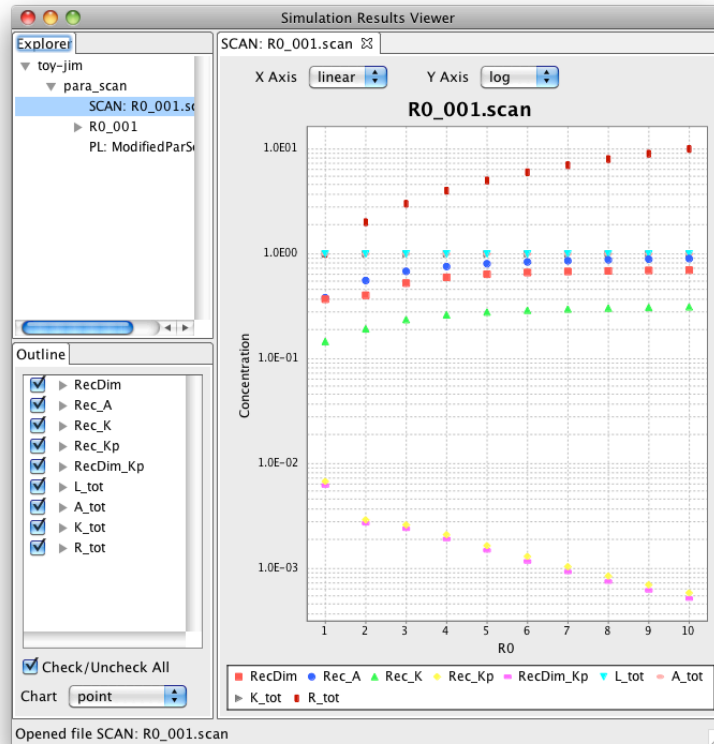 Simulation Results Viewer
Explorer
toy-jim
para_scan
SCAN: R0_001.sc
R0_001
PL: ModifiedParSc
Outline
RecDim
Rec_A
Rec_K
Rec_Kp
RecDim_Kp
L_tot
A_tot
K_tot
R_tot
Check/Uncheck All
Chart point
SCAN: R0_001.scan
X Axis linear Y Axis log
R0_001.scan
1.0E01
1.0E00
1.0E-01
1.0E-02
1.0E-03
Concentration
1 2 3 4 5 6 7 8 9 10
R0
RecDim Rec_A Rec_K Rec_Kp RecDim_Kp L_tot A_tot
K_tot R_tot
Opened file SCAN: R0_001.scan